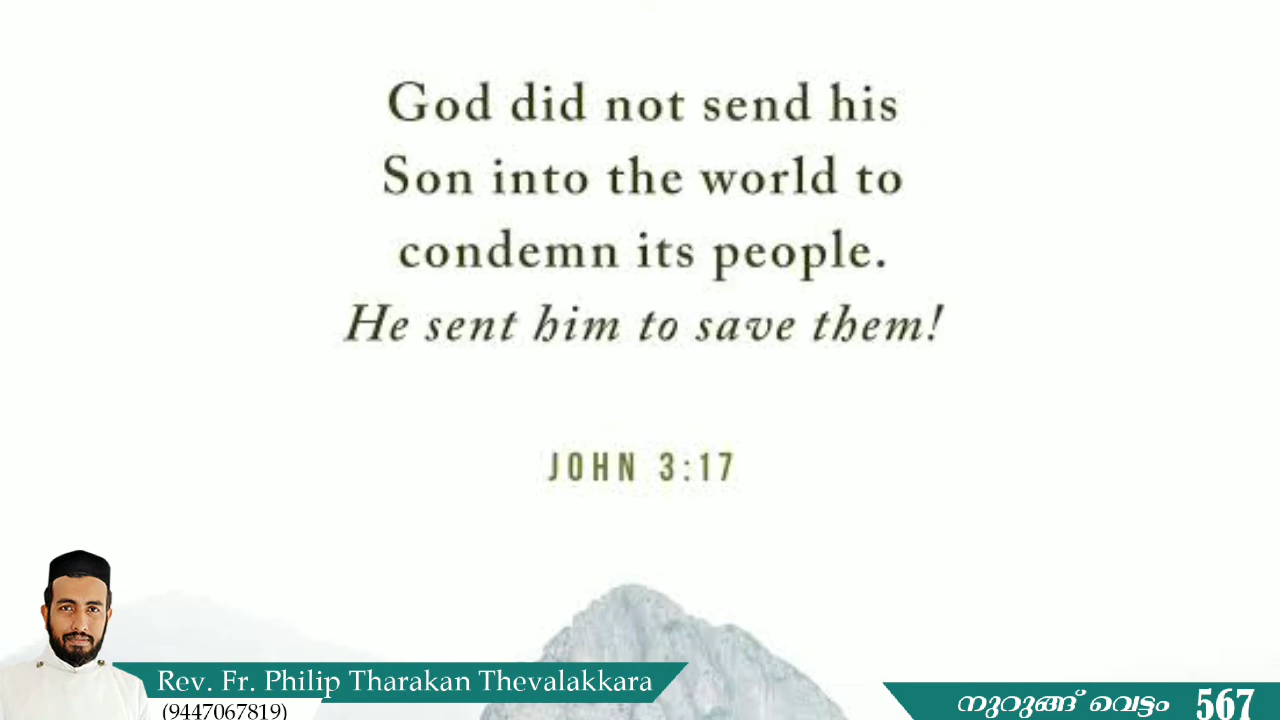 God did not send his
Son into the world to
condemn its people.
He sent him to save them!
JOHN 3:17
Rev. Fr. Philip Tharakan Thevalakkara
(9447067819)
നുറുങ്ങ് വെട്ടം 567